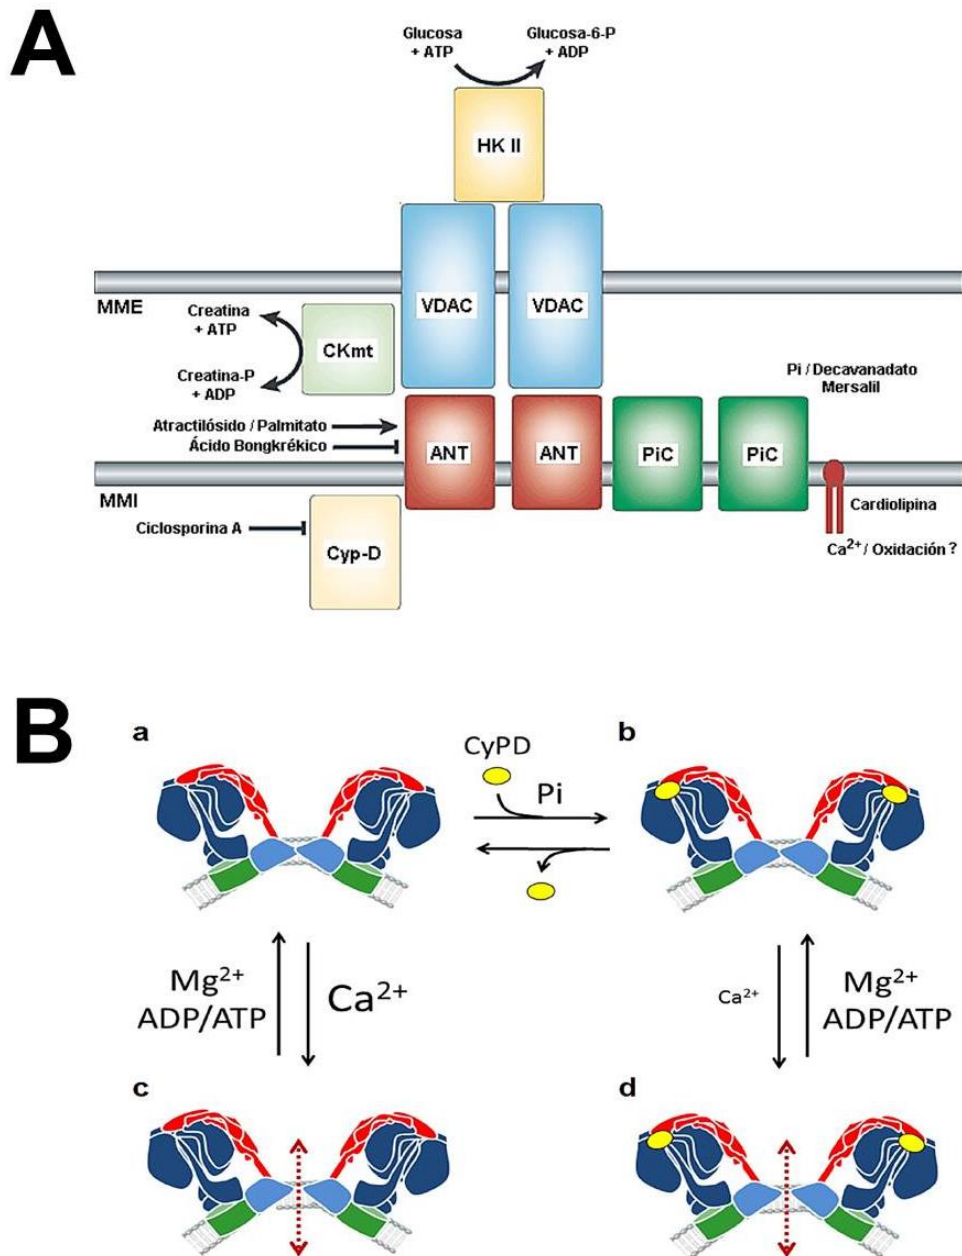 A
Glucosa
+ ATP
Glucosa-6-P
+ ADP
HK II
VDAC
VDAC
MME
Creatina
+ ATP
CKmt
Creatina-P
+ ADP
Pi / Decavanadato
Mersalil
Atractilósido / Palmitato
Ácido Bongkrékico
ANT
ANT
PiC
PiC
MMI
Cardiolipina
Ciclosporina A
Cyp-D
Ca²⁺/ Oxidación ?
B
a
CyPD
Pi
b
Mg²⁺
ADP/ATP
Ca²⁺
Ca²⁺
Mg²⁺
ADP/ATP
c
d